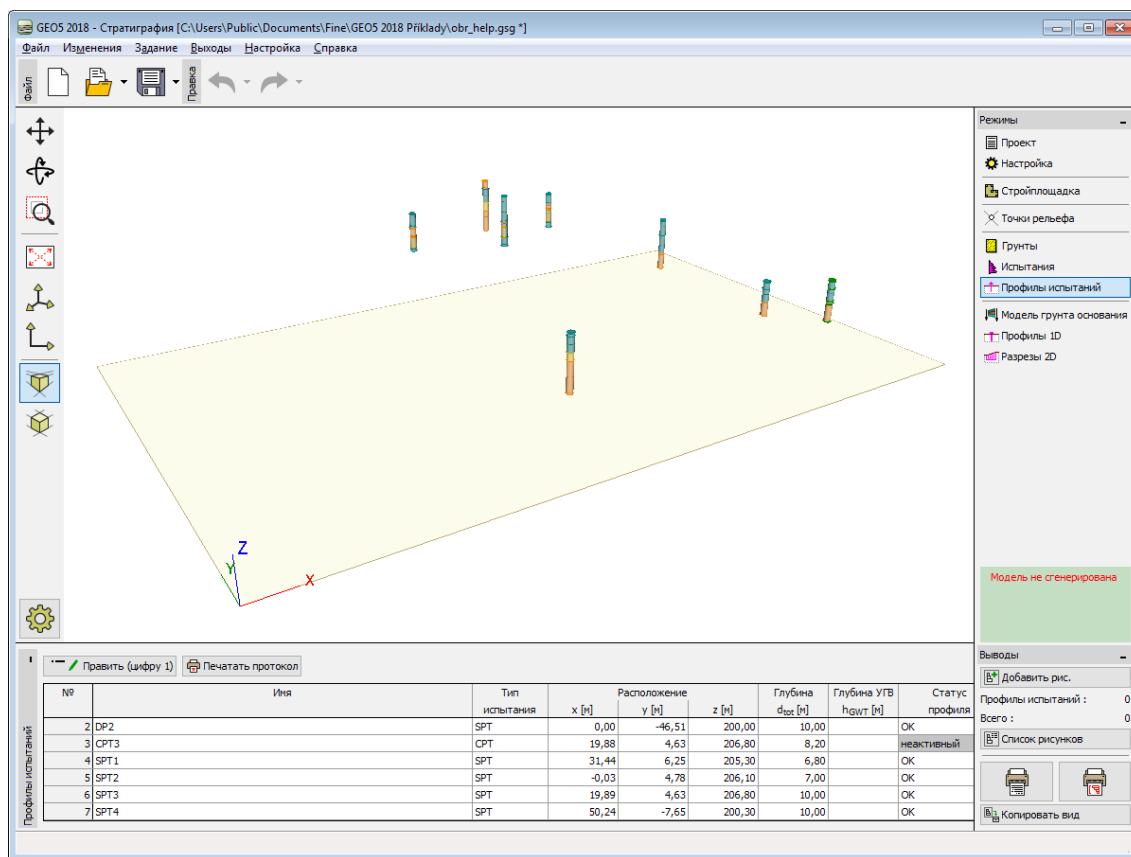 GEO5 2018 - Стратиграфия [C:\Users\Public\Documents\Fine\GEO5 2018 Příklady\obr_help.gsg *]
Файл Изменения Задание Выходы Настройка Справка
Файл
Правка
Режимы
Проект
Настройка
Стройплощадка
Точки рельефа
Грунты
Испытания
Профилы испытаний
Модель грунта основания
Профилы 1D
Разрезы 2D
Z
Y
X
Модель не сгенерирована
Выводы
Добавить рис.
Профилы испытаний : 0
Всего : 0
Список рисунков
Копировать вид
Профилы испытаний
Править (цифру 1) Печатать протокол
№ Имя Тип Расположение Глубина Глубина УГВ Статус
испытания x [м] y [м] z [м] dtot [м] hGWT [м] профиля
2 DP2 SPT 0,00 -46,51 200,00 10,00 OK
3 CPT3 CPT 19,88 4,63 206,80 8,20 неактивный
4 SPT1 SPT 31,44 6,25 205,30 6,80 OK
5 SPT2 SPT -0,03 4,78 206,10 7,00 OK
6 SPT3 SPT 19,89 4,63 206,80 10,00 OK
7 SPT4 SPT 50,24 -7,65 200,30 10,00 OK